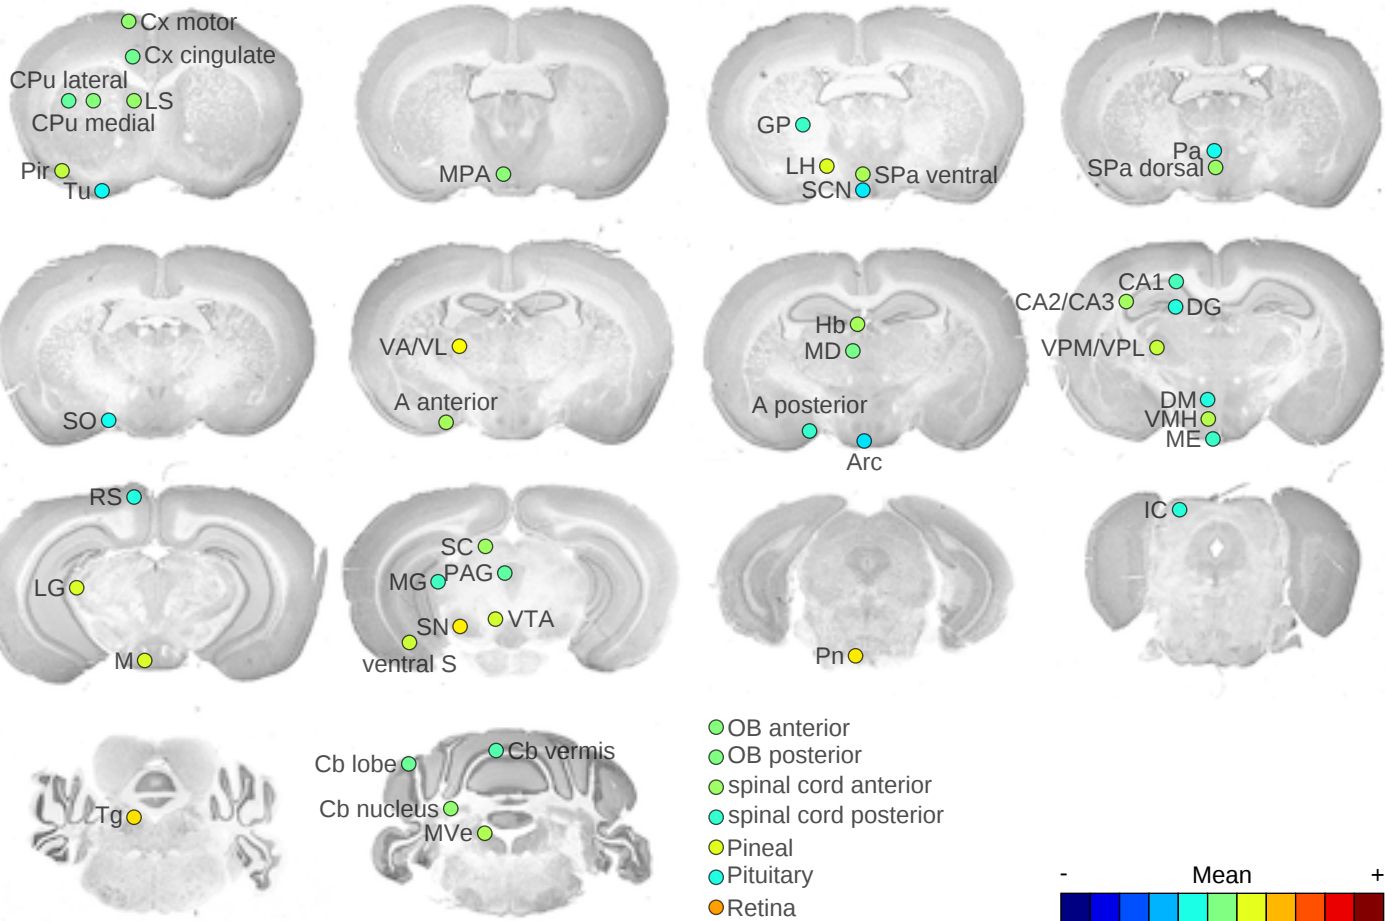 Cx motor
Cx cingulate
CPu lateral
LS
CPu medial
Pir
Tu
MPA
GP
LH
SPa ventral
SCN
Pa
SPa dorsal
SO
VA/VL
A anterior
Hb
MD
A posterior
Arc
CA1
CA2/CA3
DG
VPM/VPL
DM
VMH
ME
RS
LG
M
SC
MG
PAG
SN
VTA
ventral S
Pn
IC
Tg
Cb lobe
Cb vermis
Cb nucleus
MVe
OB anterior
OB posterior
spinal cord anterior
spinal cord posterior
Pineal
Pituitary
Retina
- Mean +